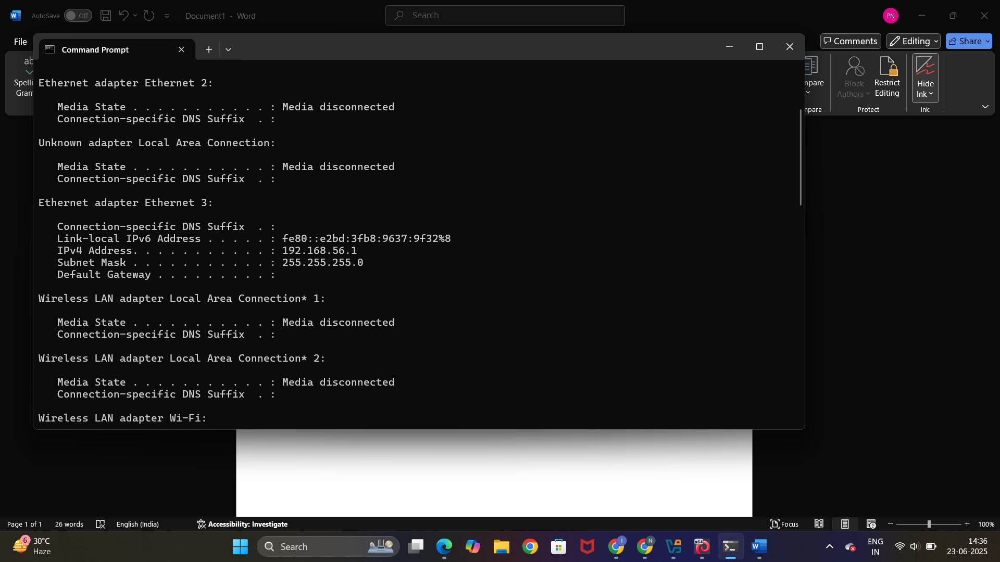 AutoSave Off Document1 - Word Search PN
File Comments Editing Share
Command Prompt
Ethernet adapter Ethernet 2:
Media State . . . . . . . . . . . : Media disconnected
Connection-specific DNS Suffix  . :
Unknown adapter Local Area Connection:
Media State . . . . . . . . . . . : Media disconnected
Connection-specific DNS Suffix  . :
Ethernet adapter Ethernet 3:
Connection-specific DNS Suffix  . :
Link-local IPv6 Address . . . . . : fe80::e2bd:3fb8:9637:9f32%8
IPv4 Address. . . . . . . . . . . : 192.168.56.1
Subnet Mask . . . . . . . . . . . : 255.255.255.0
Default Gateway . . . . . . . . . :
Wireless LAN adapter Local Area Connection* 1:
Media State . . . . . . . . . . . : Media disconnected
Connection-specific DNS Suffix  . :
Wireless LAN adapter Local Area Connection* 2:
Media State . . . . . . . . . . . : Media disconnected
Connection-specific DNS Suffix  . :
Wireless LAN adapter Wi-Fi:
ab
Spelli
Gram
mpare
mpare
Block
Authors
Restrict
Editing
Protect
Hide
Ink
Ink
Page 1 of 1 26 words English (India) Accessibility: Investigate Focus 100%
6
30°C
Haze
Search
I
N
x64
W
ENG
IN
14:36
23-06-2025